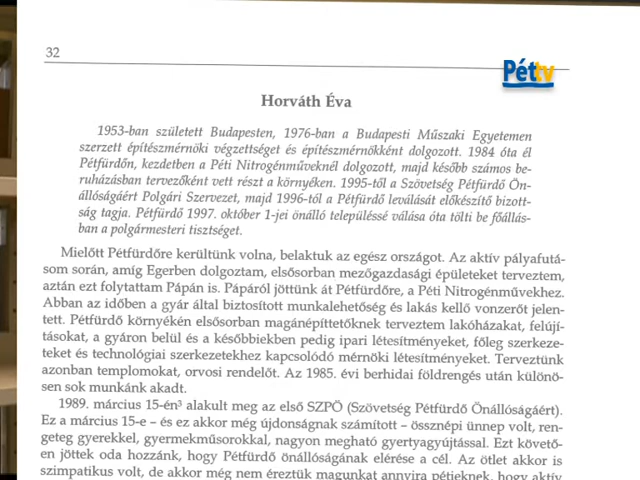 32
Péttv
Horváth Éva
1953-ban született Budapesten, 1976-ban a Budapesti Műszaki Egyetemen
szerzett építészmérnöki végzettséget és építészmérnökként dolgozott. 1984 óta él
Pétfürdőn, kezdetben a Péti Nitrogénműveknél dolgozott, majd később számos be-
ruházásban tervezőként vett részt a környéken. 1995-től a Szövetség Pétfürdő Ön-
állóságáért Polgári Szervezet, majd 1996-tól a Pétfürdő leválását előkészítő bizott-
ság tagja. Pétfürdő 1997. október 1-jei önálló településsé válása óta tölti be főállás-
ban a polgármesteri tisztséget.
Mielőtt Pétfürdőre kerültünk volna, belaktuk az egész országot. Az aktív pályafutá-
som során, amíg Egerben dolgoztam, elsősorban mezőgazdasági épületeket terveztem,
aztán ezt folytattam Pápán is. Pápáról jöttünk át Pétfürdőre, a Péti Nitrogénművekhez.
Abban az időben a gyár által biztosított munkalehetőség és lakás kellő vonzerőt jelen-
tett. Pétfürdő környékén elsősorban magánépíttetőknek terveztem lakóházakat, felújí-
tásokat, a gyáron belül és a későbbiekben pedig ipari létesítményeket, főleg szerkeze-
teket és technológiai szerkezetekhez kapcsolódó mérnöki létesítményeket. Terveztünk
azonban templomokat, orvosi rendelőt. Az 1985. évi berhidai földrengés után különö-
sen sok munkánk akadt.
1989. március 15-én³ alakult meg az első SZPÖ (Szövetség Pétfürdő Önállóságáért).
Ez a március 15-e – és ez akkor még újdonságnak számított – össznépi ünnep volt, ren-
geteg gyerekkel, gyermekműsorokkal, nagyon megható gyertyagyújtással. Ezt követő-
en jöttek oda hozzánk, hogy Pétfürdő önállóságának elérése a cél. Az ötlet akkor is
szimpatikus volt, de akkor még nem éreztük magunkat annyira pétieknek, hogy aktív